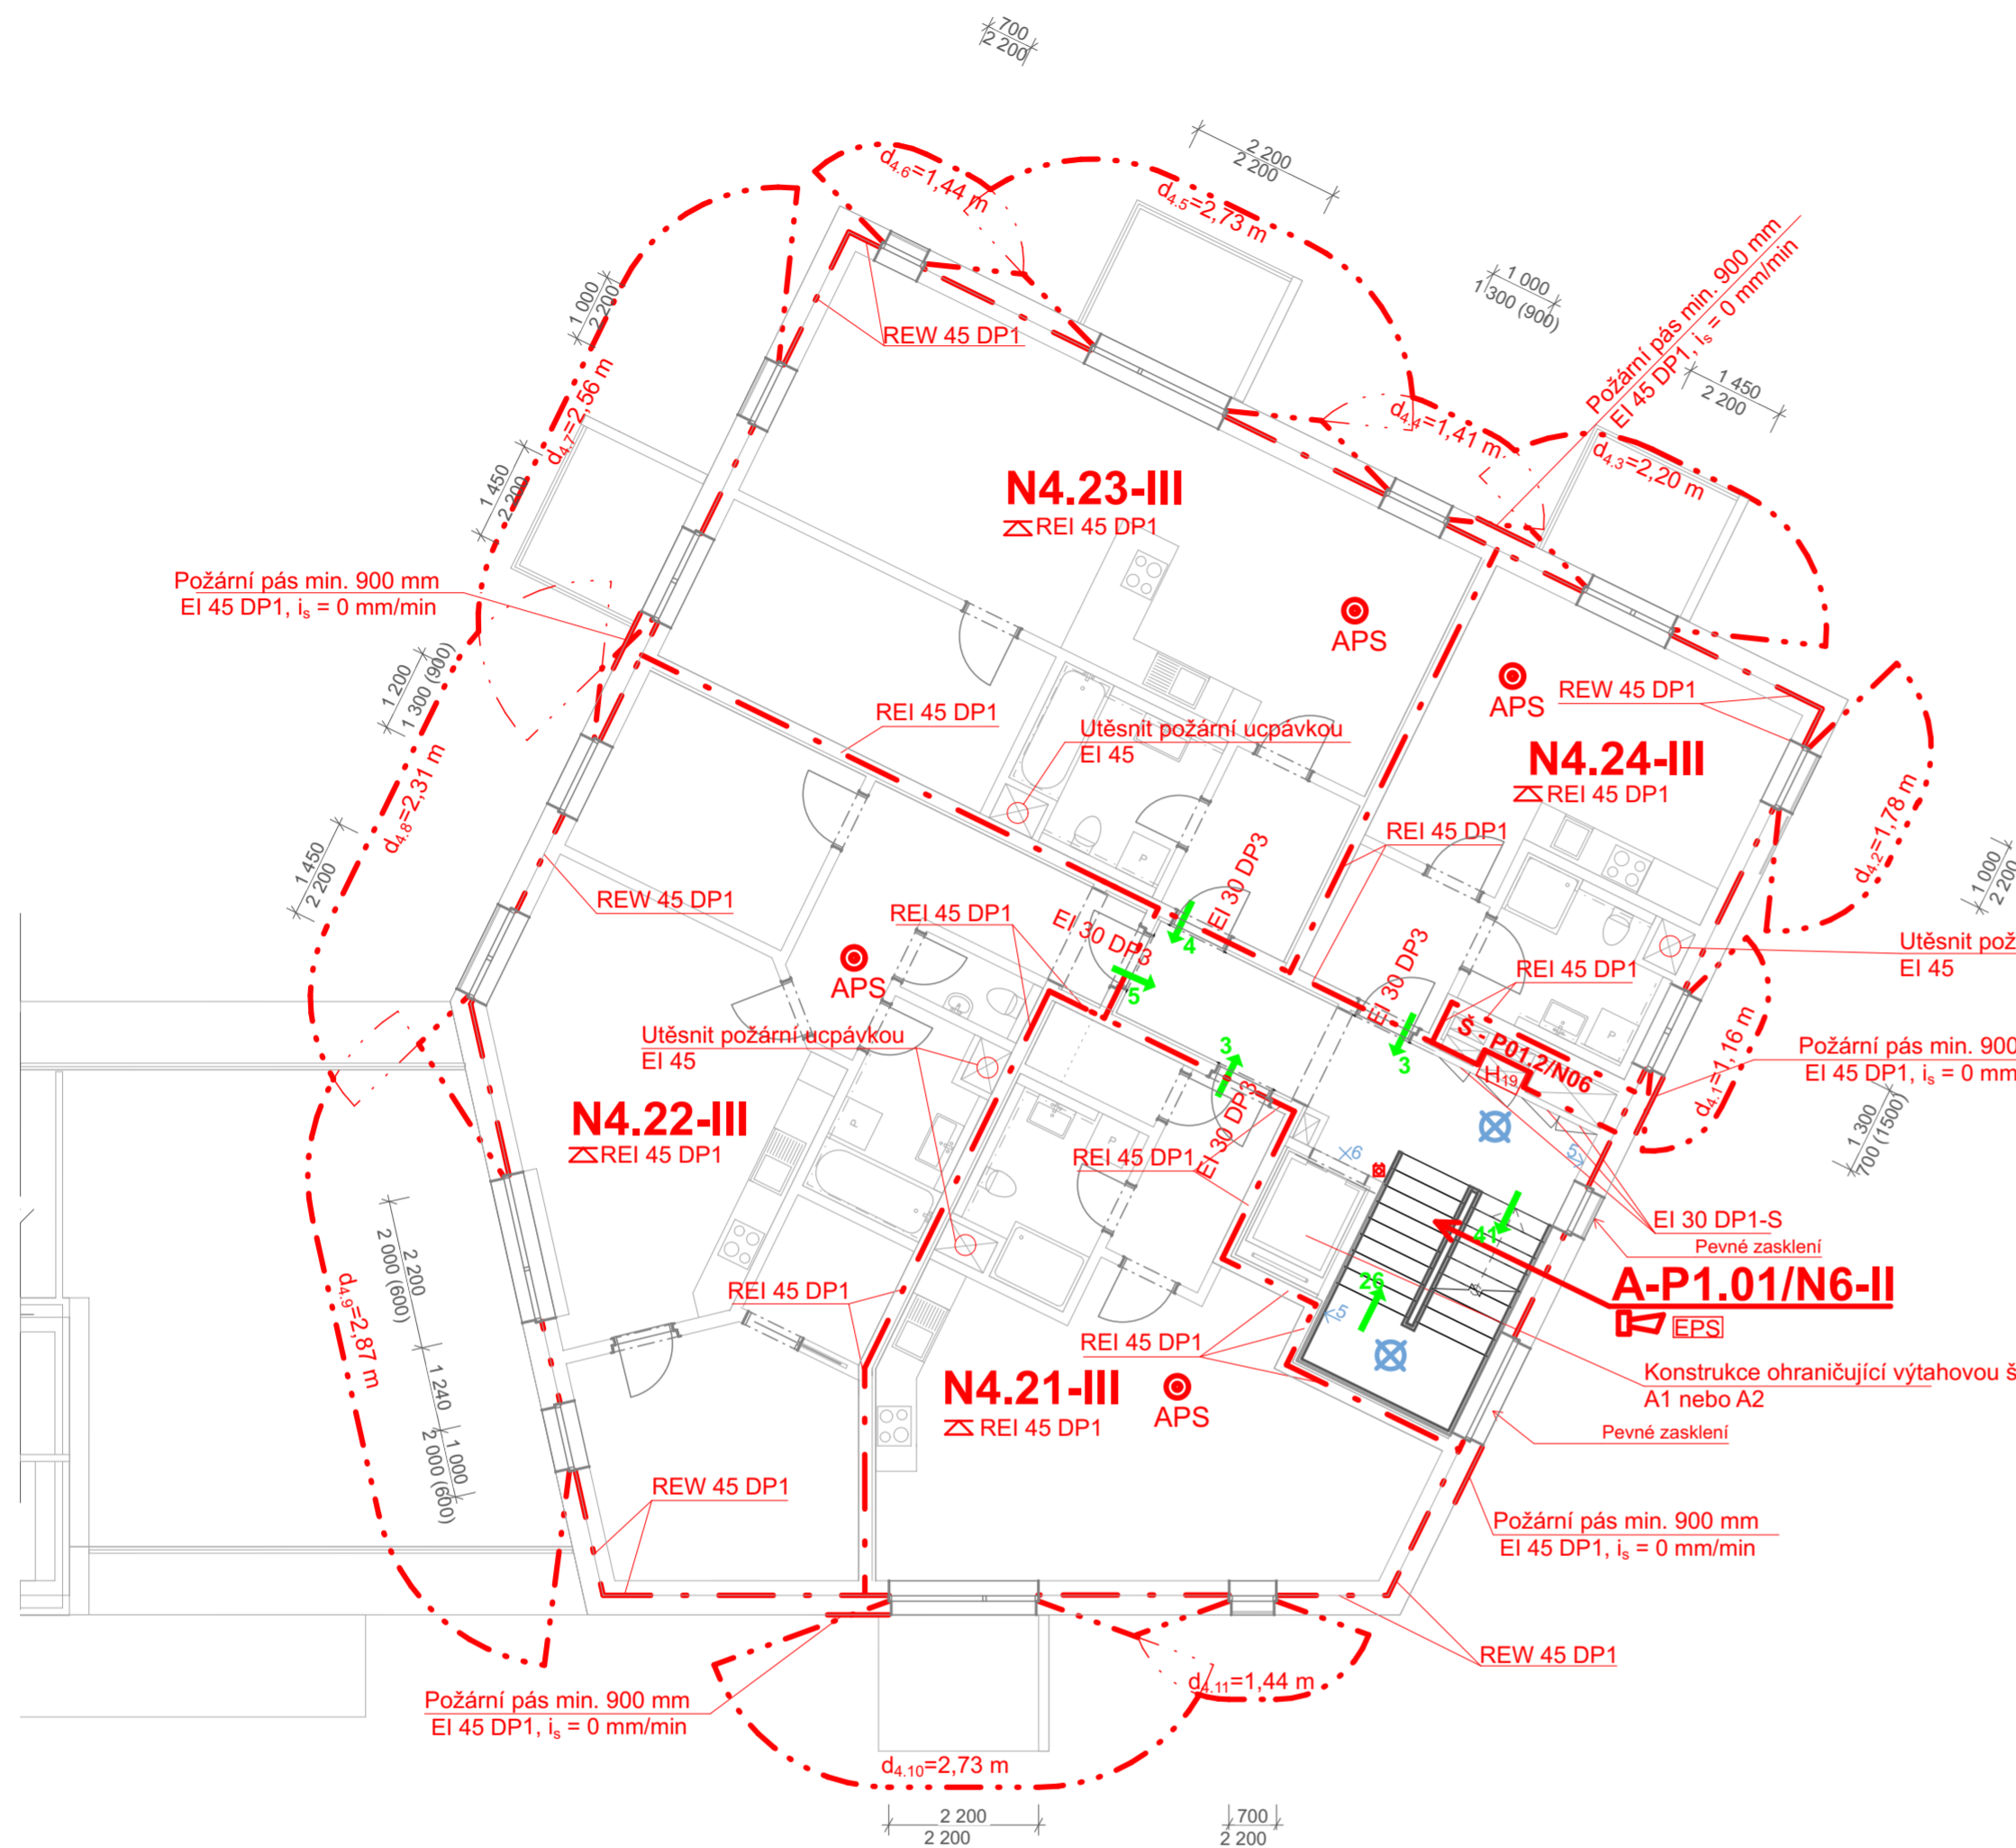 700
2 200
2 200
2 200
d4.6=1,44 m
d4.5=2,73 m
1 000
1 300 (900)
Požární pás min. 900 mm
EI 45 DP1, is = 0 mm/min
1 000
2 200
REW 45 DP1
1 450
2 200
d4.7=2,56 m
d4.4=1,41 m
d4.3=2,20 m
1 450
2 200
N4.23-III
REI 45 DP1
Požární pás min. 900 mm
EI 45 DP1, is = 0 mm/min
APS
1 200
1 300 (900)
APS
REW 45 DP1
REI 45 DP1
Utěsnit požární ucpávkou
EI 45
N4.24-III
REI 45 DP1
d4.8=2,31 m
d4.2=1,78 m
1 450
2 200
REI 45 DP1
P
1 000
2 200
REW 45 DP1
REI 45 DP1
EI 30 DP3
EI 30 DP3
4
5
APS
EI 30 DP3
Utěsnit pož
EI 45
REI 45 DP1
P
Utěsnit požární ucpávkou
EI 45
3
3
Š - P01.2/N06
H19
d4.1=1,16 m
Požární pás min. 900
EI 45 DP1, is = 0 mm
1 300
700 (1500)
N4.22-III
REI 45 DP1
P
P
EI 30 DP3
REI 45 DP1
x6
5
EI 30 DP1-S
Pevné zasklení
41
26
5
A-P1.01/N6-II
EPS
2 200
2 000 (600)
d4.9=2,87 m
REI 45 DP1
REI 45 DP1
1 240
1 000
2 000 (600)
N4.21-III
REI 45 DP1
APS
Konstrukce ohraničující výtahovou š
A1 nebo A2
Pevné zasklení
REW 45 DP1
Požární pás min. 900 mm
EI 45 DP1, is = 0 mm/min
REW 45 DP1
Požární pás min. 900 mm
EI 45 DP1, is = 0 mm/min
d4.11=1,44 m
d4.10=2,73 m
2 200
2 200
700
2 200